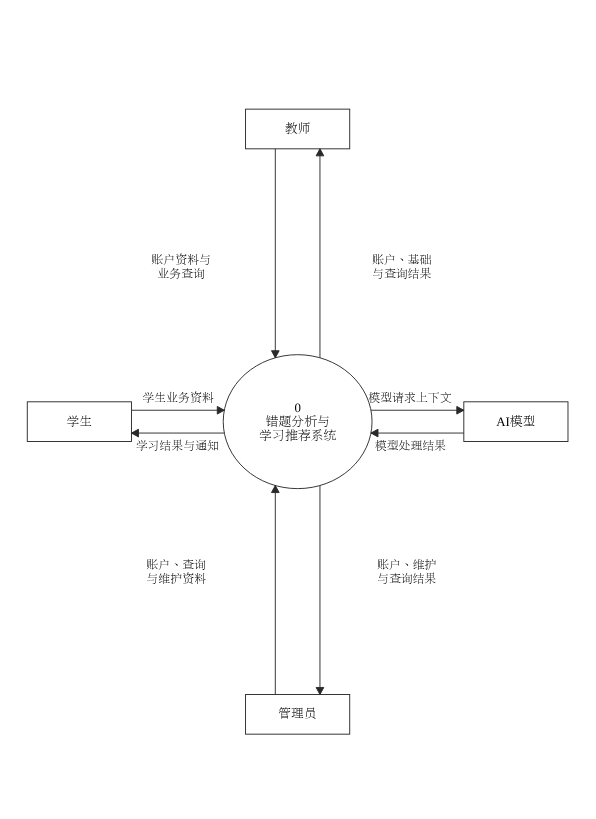 教师
账户资料与
业务查询
账户、基础
与查询结果
学生业务资料
模型请求上下文
学生
0
错题分析与
学习推荐系统
AI模型
学习结果与通知
模型处理结果
账户、查询
与维护资料
账户、维护
与查询结果
管理员